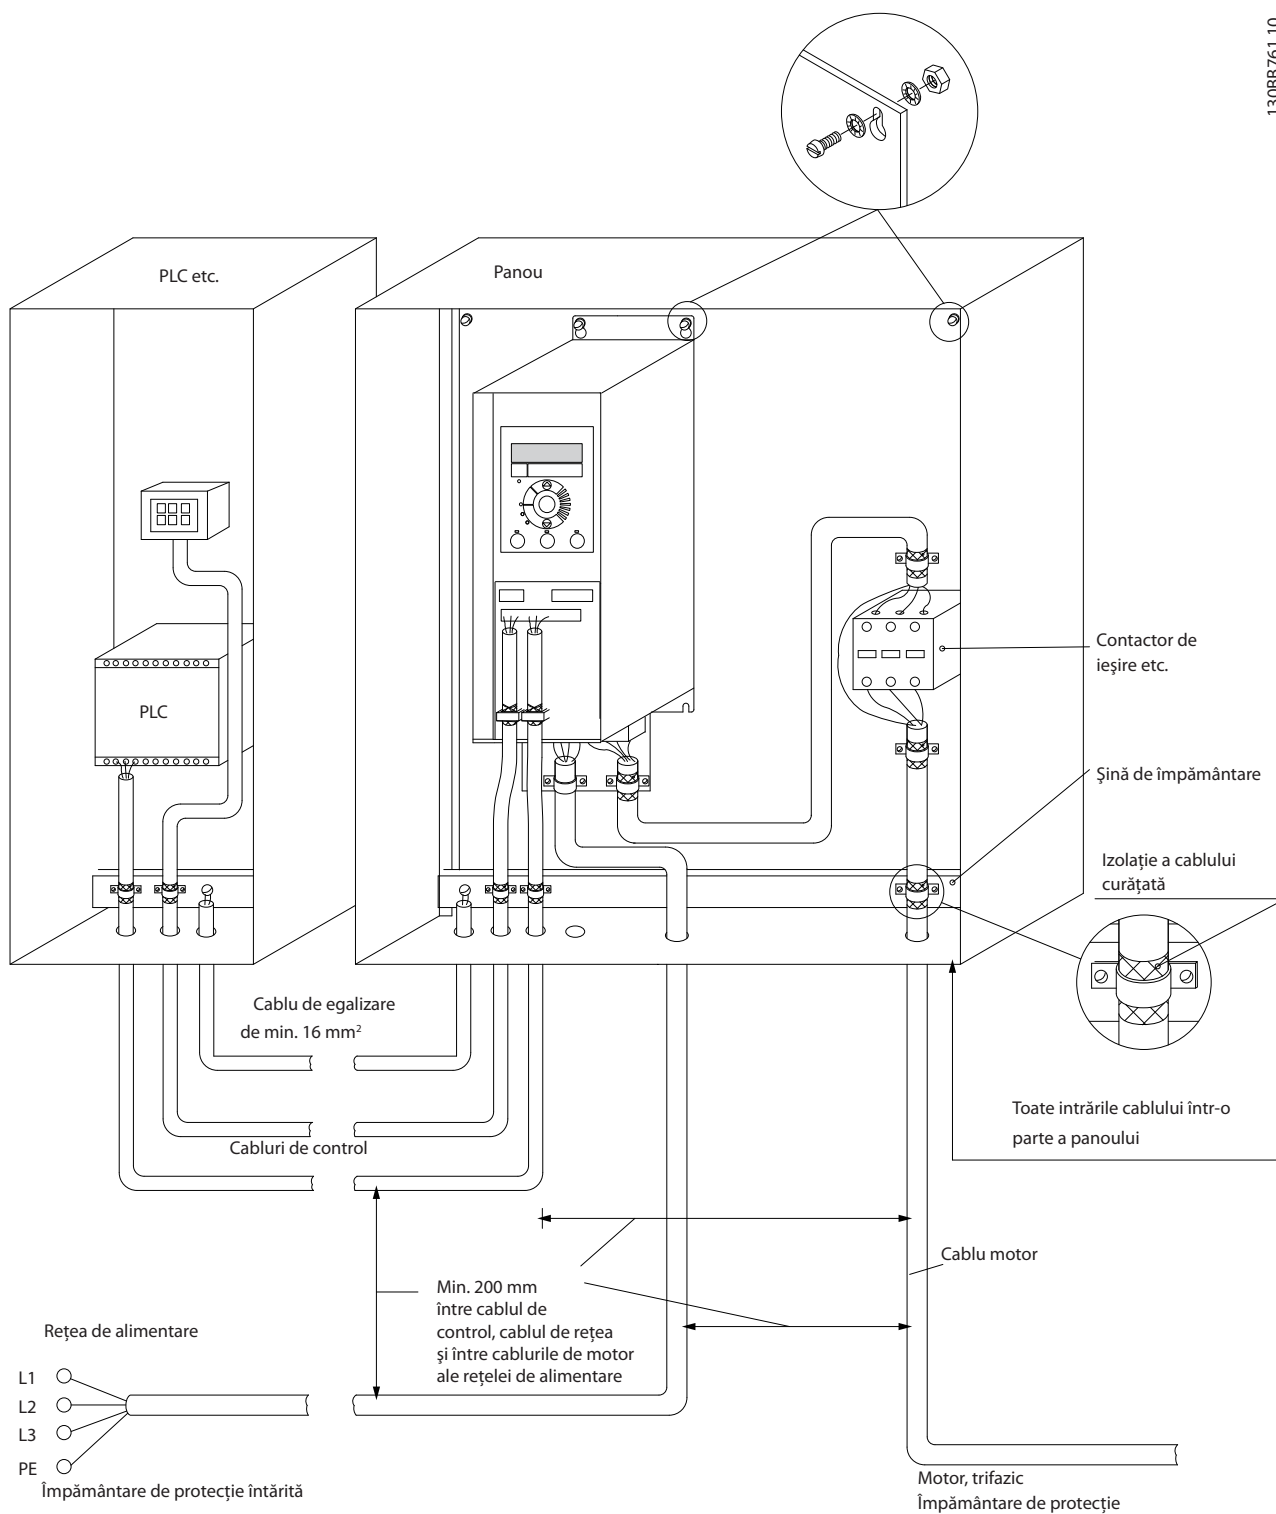 130BB761.10
PLC etc.
Panou
PLC
Contactor de
ieşire etc.
Şină de împământare
Izolaţie a cablului
curăţată
Cablu de egalizare
de min. 16 mm²
Toate intrările cablului într-o
parte a panoului
Cabluri de control
Cablu motor
Min. 200 mm
între cablul de
control, cablul de reţea
şi între cablurile de motor
ale reţelei de alimentare
Reţea de alimentare
L1
L2
L3
PE
Împământare de protecţie întărită
Motor, trifazic
Împământare de protecţie